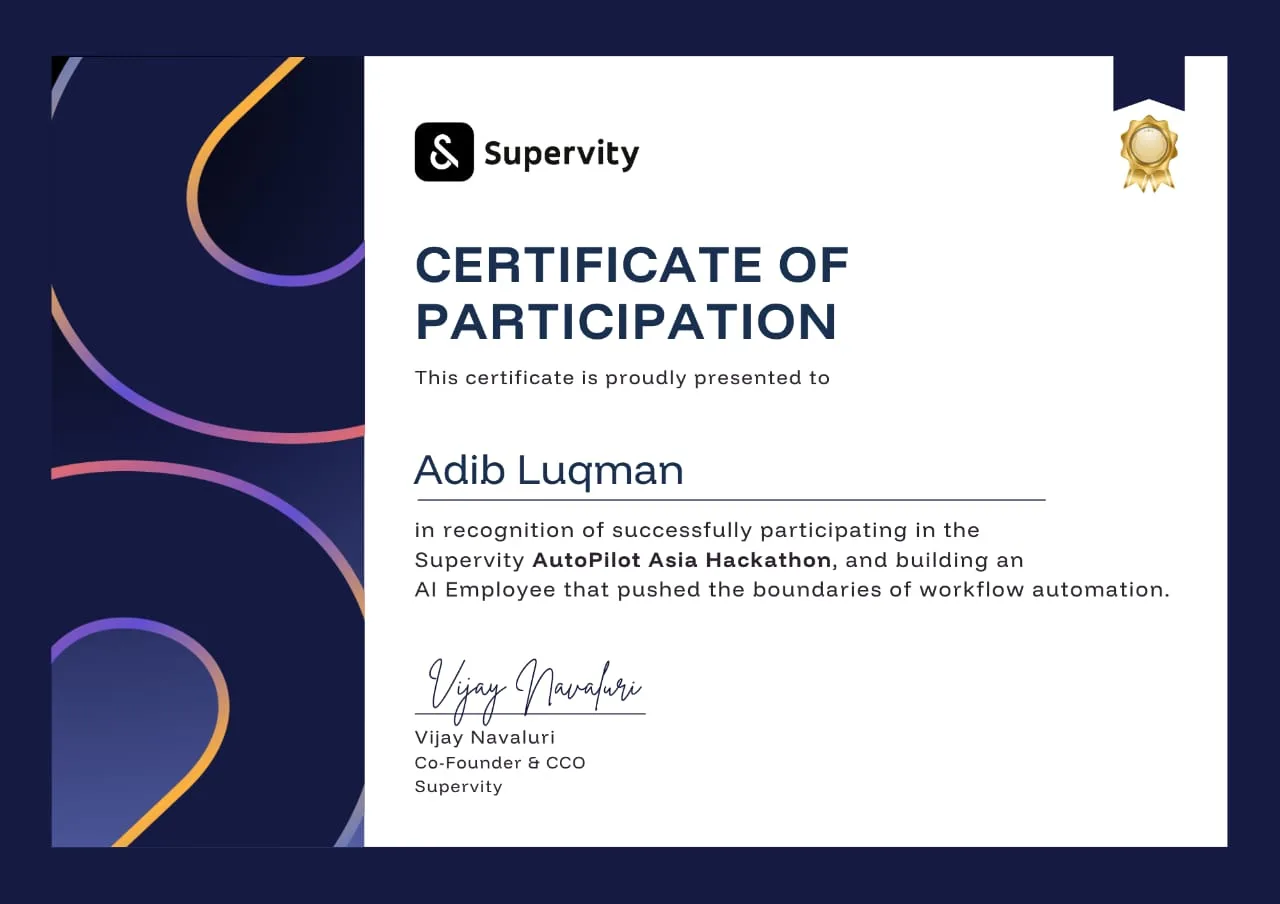 & Supervity
CERTIFICATE OF
PARTICIPATION
This certificate is proudly presented to
Adib Luqman
in recognition of successfully participating in the
Supervity AutoPilot Asia Hackathon, and building an
AI Employee that pushed the boundaries of workflow automation.
Vijay Navaluri
Vijay Navaluri
Co-Founder & CCO
Supervity